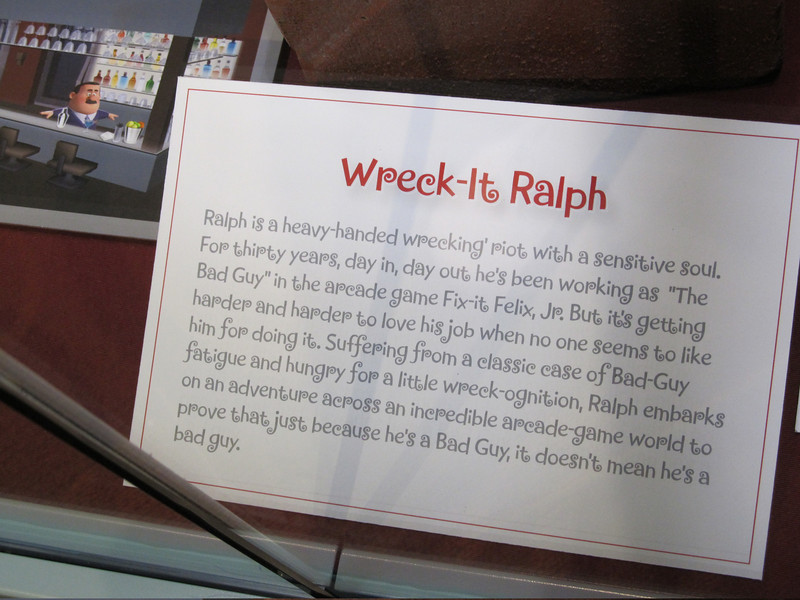 Wreck-It Ralph
Ralph is a heavy-handed wrecking' riot with a sensitive soul.
For thirty years, day in, day out he's been working as "The
Bad Guy" in the arcade game Fix-it Felix, Jr. But it's getting
harder and harder to love his job when no one seems to like
him for doing it. Suffering from a classic case of Bad-Guy
fatigue and hungry for a little wreck-ognition, Ralph embarks
on an adventure across an incredible arcade-game world to
prove that just because he's a Bad Guy, it doesn't mean he's a
bad guy.